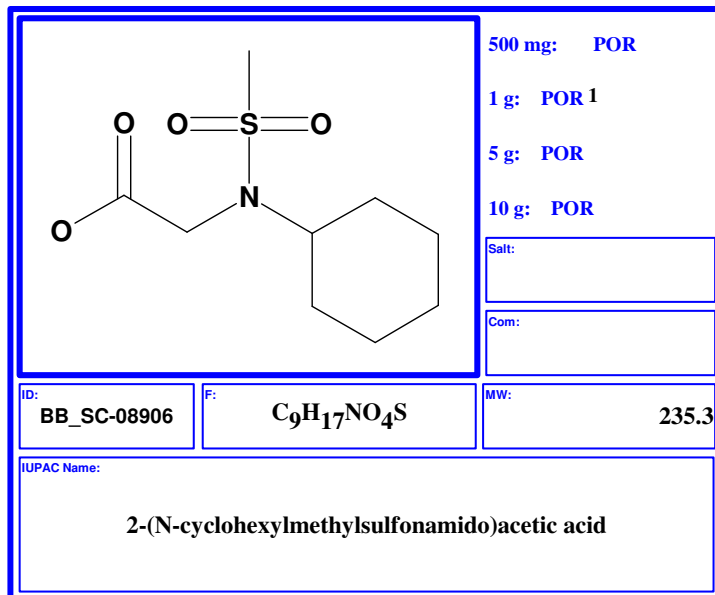 500 mg: POR
1 g: POR 1
5 g: POR
10 g: POR
O
O S O
N
O
Salt:
Com:
ID:
BB_SC-08906
F:
C9H17NO4S
MW:
235.3
IUPAC Name:
2-(N-cyclohexylmethylsulfonamido)acetic acid